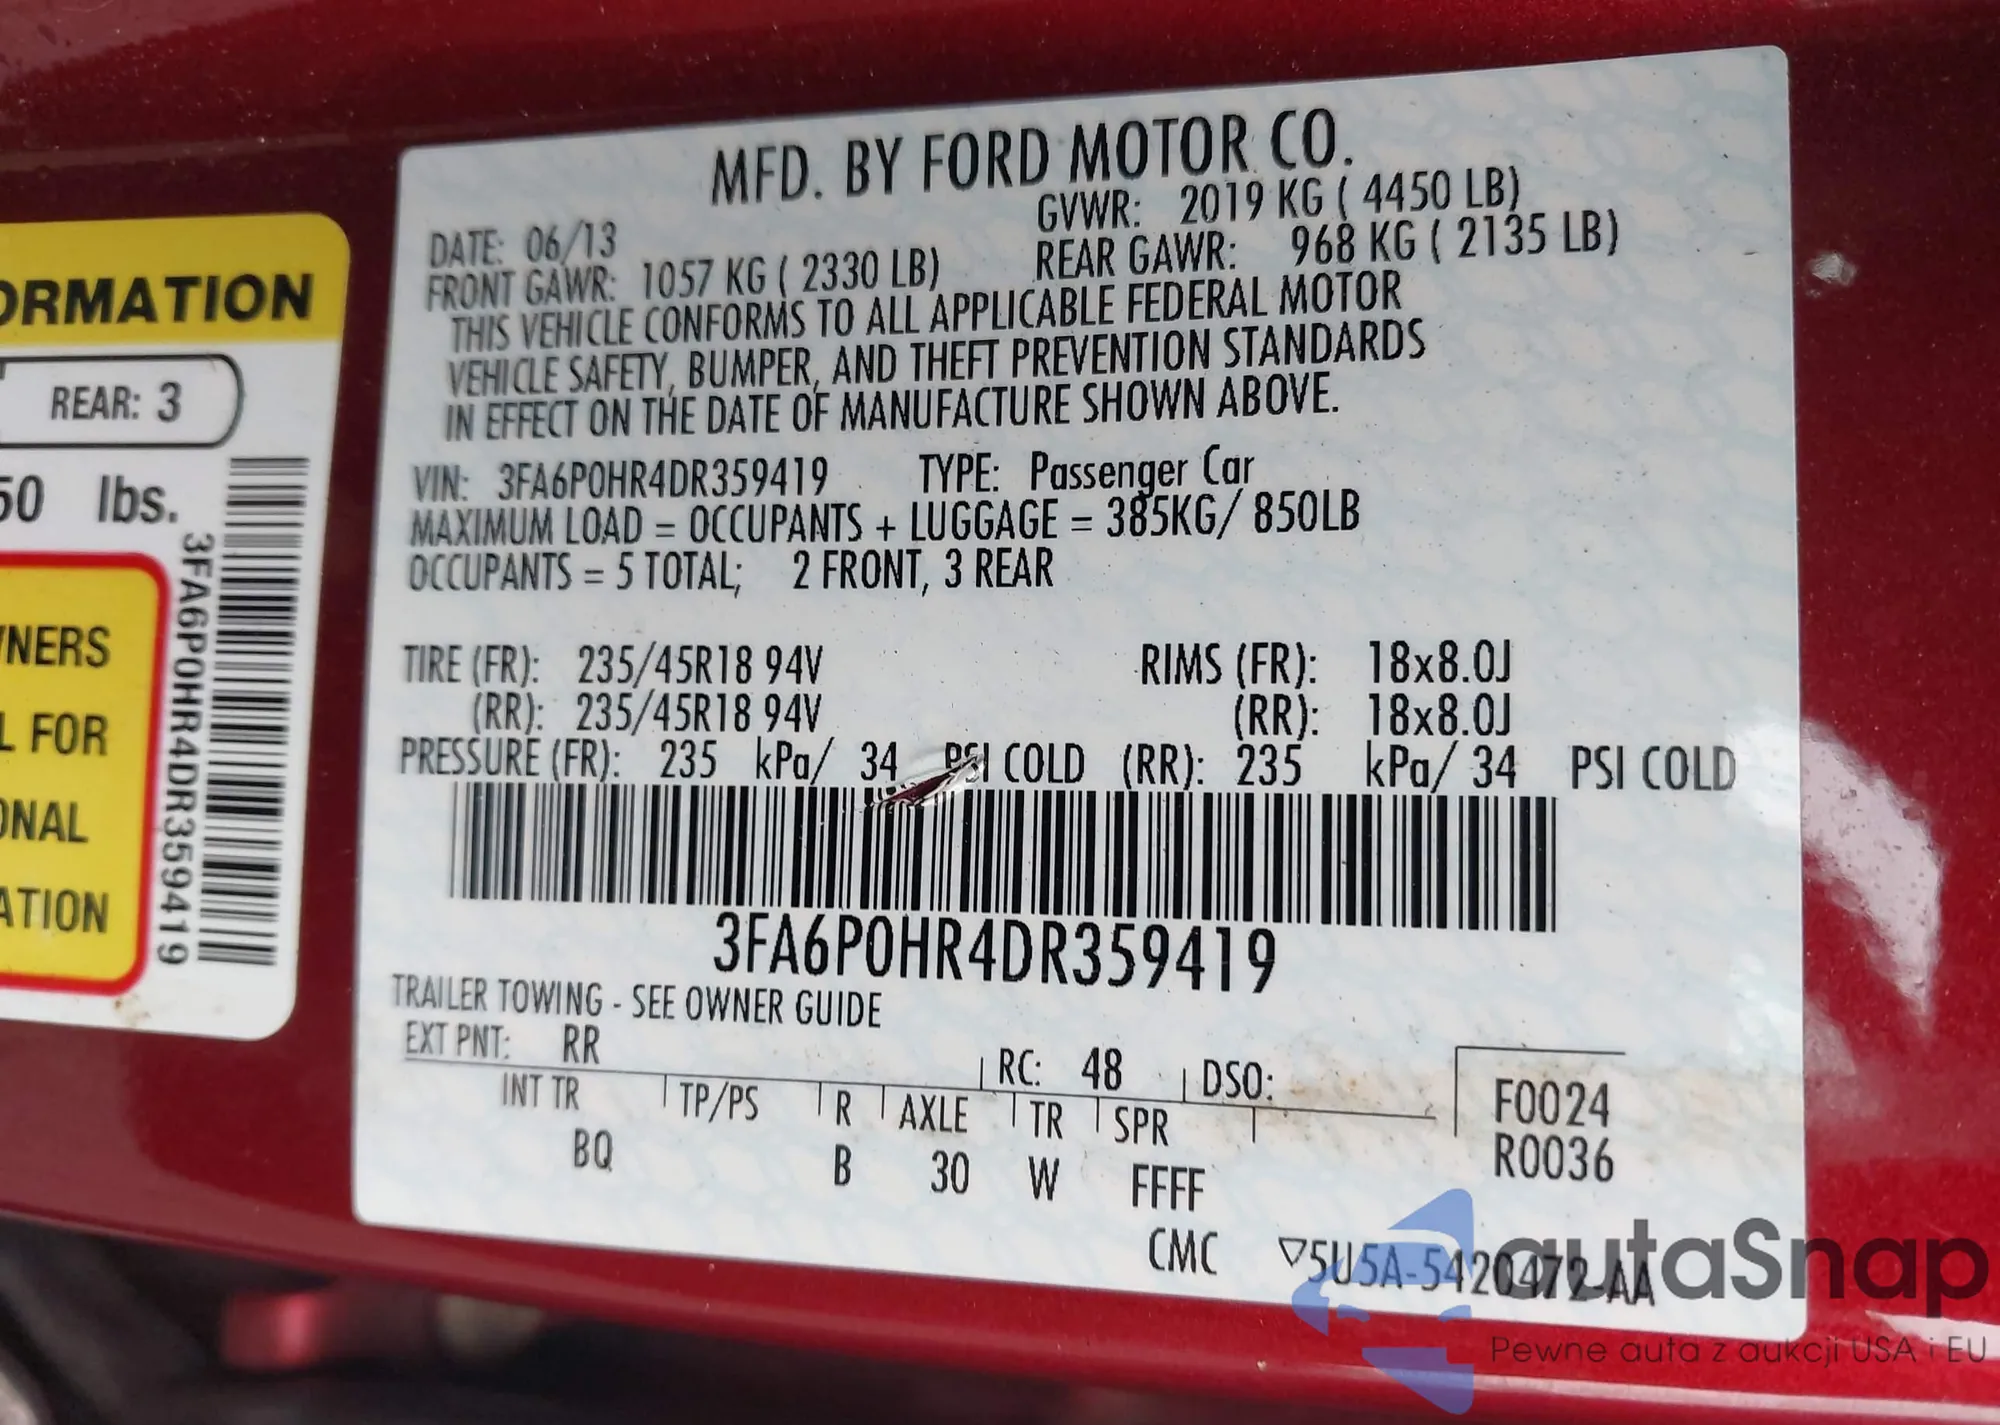 ORMATION
REAR: 3
50 lbs.
3FA6P0HR4DR359419
NERS
L FOR
ONAL
ATION
MFD. BY FORD MOTOR CO.
DATE: 06/13 GVWR: 2019 KG ( 4450 LB)
FRONT GAWR: 1057 KG ( 2330 LB) REAR GAWR: 968 KG ( 2135 LB)
THIS VEHICLE CONFORMS TO ALL APPLICABLE FEDERAL MOTOR
VEHICLE SAFETY, BUMPER, AND THEFT PREVENTION STANDARDS
IN EFFECT ON THE DATE OF MANUFACTURE SHOWN ABOVE.
VIN: 3FA6P0HR4DR359419 TYPE: Passenger Car
MAXIMUM LOAD = OCCUPANTS + LUGGAGE = 385KG/ 850LB
OCCUPANTS = 5 TOTAL; 2 FRONT, 3 REAR
TIRE (FR): 235/45R18 94V RIMS (FR): 18x8.0J
(RR): 235/45R18 94V (RR): 18x8.0J
PRESSURE (FR): 235 kPa/ 34 PSI COLD (RR): 235 kPa/ 34 PSI COLD
3FA6P0HR4DR359419
TRAILER TOWING - SEE OWNER GUIDE
EXT PNT: RR RC: 48 DSO:
INT TR TP/PS R AXLE TR SPR F0024
BQ B 30 W FFFF R0036
CMC ▽5U5A-5420472-AA
autaSnap
Pewne auta z aukcji USA i EU